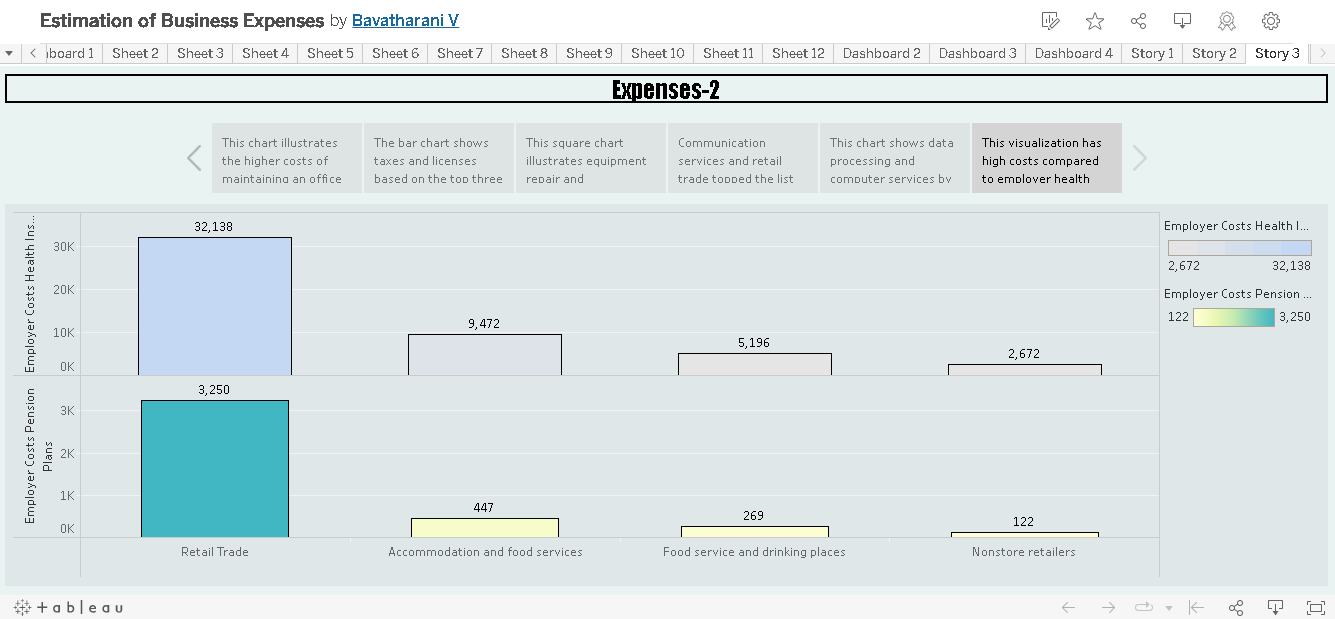 Estimation of Business Expenses by Bavatharani V
board 1 Sheet 2 Sheet 3 Sheet 4 Sheet 5 Sheet 6 Sheet 7 Sheet 8 Sheet 9 Sheet 10 Sheet 11 Sheet 12 Dashboard 2 Dashboard 3 Dashboard 4 Story 1 Story 2 Story 3
Expenses-2
This chart illustrates
the higher costs of
maintaining an office
The bar chart shows
taxes and licenses
based on the top three
This square chart
illustrates equipment
repair and
Communication
services and retail
trade topped the list
This chart shows data
processing and
computer services by
This visualization has
high costs compared
to employer health
Employer Costs Health Ins...
30K
20K
10K
0K
32,138
9,472
5,196
2,672
Employer Costs Pension
Plans
3K
2K
1K
0K
3,250
447
269
122
Retail Trade
Accommodation and food services
Food service and drinking places
Nonstore retailers
Employer Costs Health I...
2,672 32,138
Employer Costs Pension ...
122 3,250
+ableau